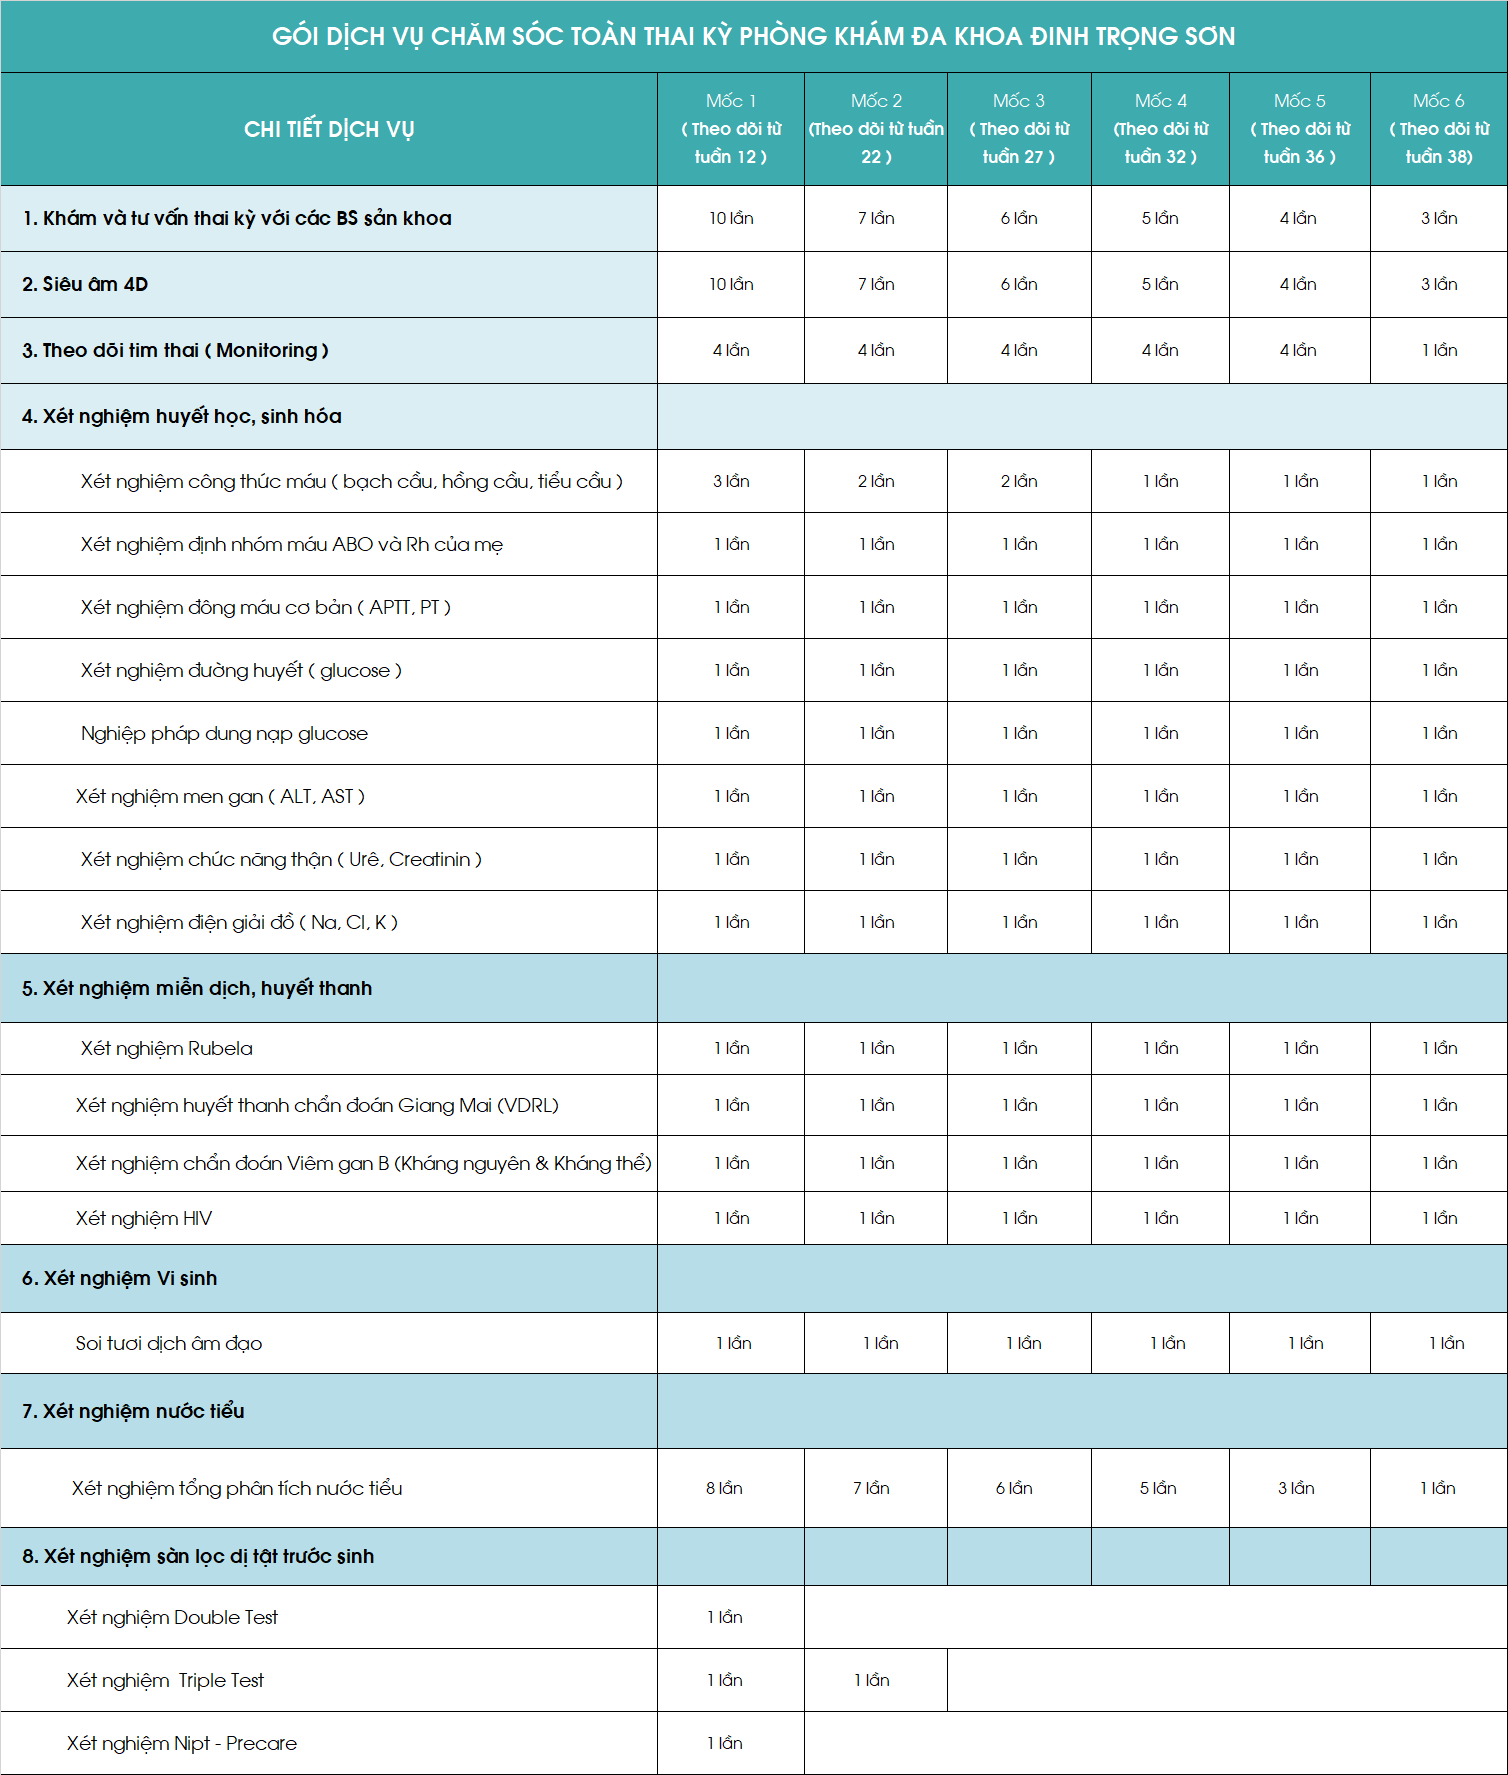 GÓI DỊCH VỤ CHĂM SÓC TOÀN THAI KỲ PHÒNG KHÁM ĐA KHOA ĐINH TRỌNG SƠN
CHI TIẾT DỊCH VỤ
Mốc 1
( Theo dõi từ
tuần 12 )
Mốc 2
(Theo dõi từ tuần
22 )
Mốc 3
( Theo dõi từ
tuần 27 )
Mốc 4
(Theo dõi từ
tuần 32 )
Mốc 5
( Theo dõi từ
tuần 36 )
Mốc 6
( Theo dõi từ
tuần 38)
1. Khám và tư vấn thai kỳ với các BS sản khoa 10 lần 7 lần 6 lần 5 lần 4 lần 3 lần
2. Siêu âm 4D 10 lần 7 lần 6 lần 5 lần 4 lần 3 lần
3. Theo dõi tim thai ( Monitoring ) 4 lần 4 lần 4 lần 4 lần 4 lần 1 lần
4. Xét nghiệm huyết học, sinh hóa
Xét nghiệm công thức máu ( bạch cầu, hồng cầu, tiểu cầu ) 3 lần 2 lần 2 lần 1 lần 1 lần 1 lần
Xét nghiệm định nhóm máu ABO và Rh của mẹ 1 lần 1 lần 1 lần 1 lần 1 lần 1 lần
Xét nghiệm đông máu cơ bản ( APTT, PT ) 1 lần 1 lần 1 lần 1 lần 1 lần 1 lần
Xét nghiệm đường huyết ( glucose ) 1 lần 1 lần 1 lần 1 lần 1 lần 1 lần
Nghiệp pháp dung nạp glucose 1 lần 1 lần 1 lần 1 lần 1 lần 1 lần
Xét nghiệm men gan ( ALT, AST ) 1 lần 1 lần 1 lần 1 lần 1 lần 1 lần
Xét nghiệm chức năng thận ( Urê, Creatinin ) 1 lần 1 lần 1 lần 1 lần 1 lần 1 lần
Xét nghiệm điện giải đồ ( Na, Cl, K ) 1 lần 1 lần 1 lần 1 lần 1 lần 1 lần
5. Xét nghiệm miễn dịch, huyết thanh
Xét nghiệm Rubela 1 lần 1 lần 1 lần 1 lần 1 lần 1 lần
Xét nghiệm huyết thanh chẩn đoán Giang Mai (VDRL) 1 lần 1 lần 1 lần 1 lần 1 lần 1 lần
Xét nghiệm chẩn đoán Viêm gan B (Kháng nguyên & Kháng thể) 1 lần 1 lần 1 lần 1 lần 1 lần 1 lần
Xét nghiệm HIV 1 lần 1 lần 1 lần 1 lần 1 lần 1 lần
6. Xét nghiệm Vi sinh
Soi tươi dịch âm đạo 1 lần 1 lần 1 lần 1 lần 1 lần 1 lần
7. Xét nghiệm nước tiểu
Xét nghiệm tổng phân tích nước tiểu 8 lần 7 lần 6 lần 5 lần 3 lần 1 lần
8. Xét nghiệm sàn lọc dị tật trước sinh
Xét nghiệm Double Test 1 lần
Xét nghiệm Triple Test 1 lần 1 lần
Xét nghiệm Nipt - Precare 1 lần